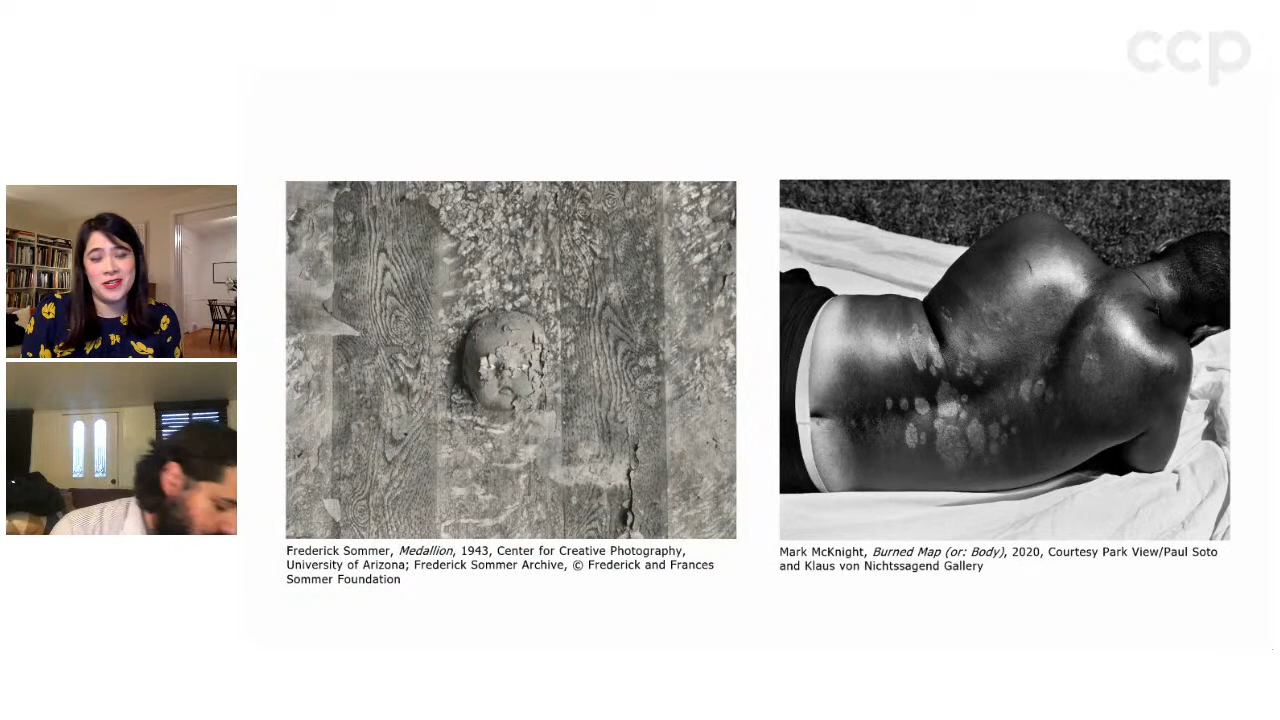 ccp
Frederick Sommer, Medallion, 1943, Center for Creative Photography,
University of Arizona; Frederick Sommer Archive, © Frederick and Frances
Sommer Foundation
Mark McKnight, Burned Map (or: Body), 2020, Courtesy Park View/Paul Soto
and Klaus von Nichtssagend Gallery